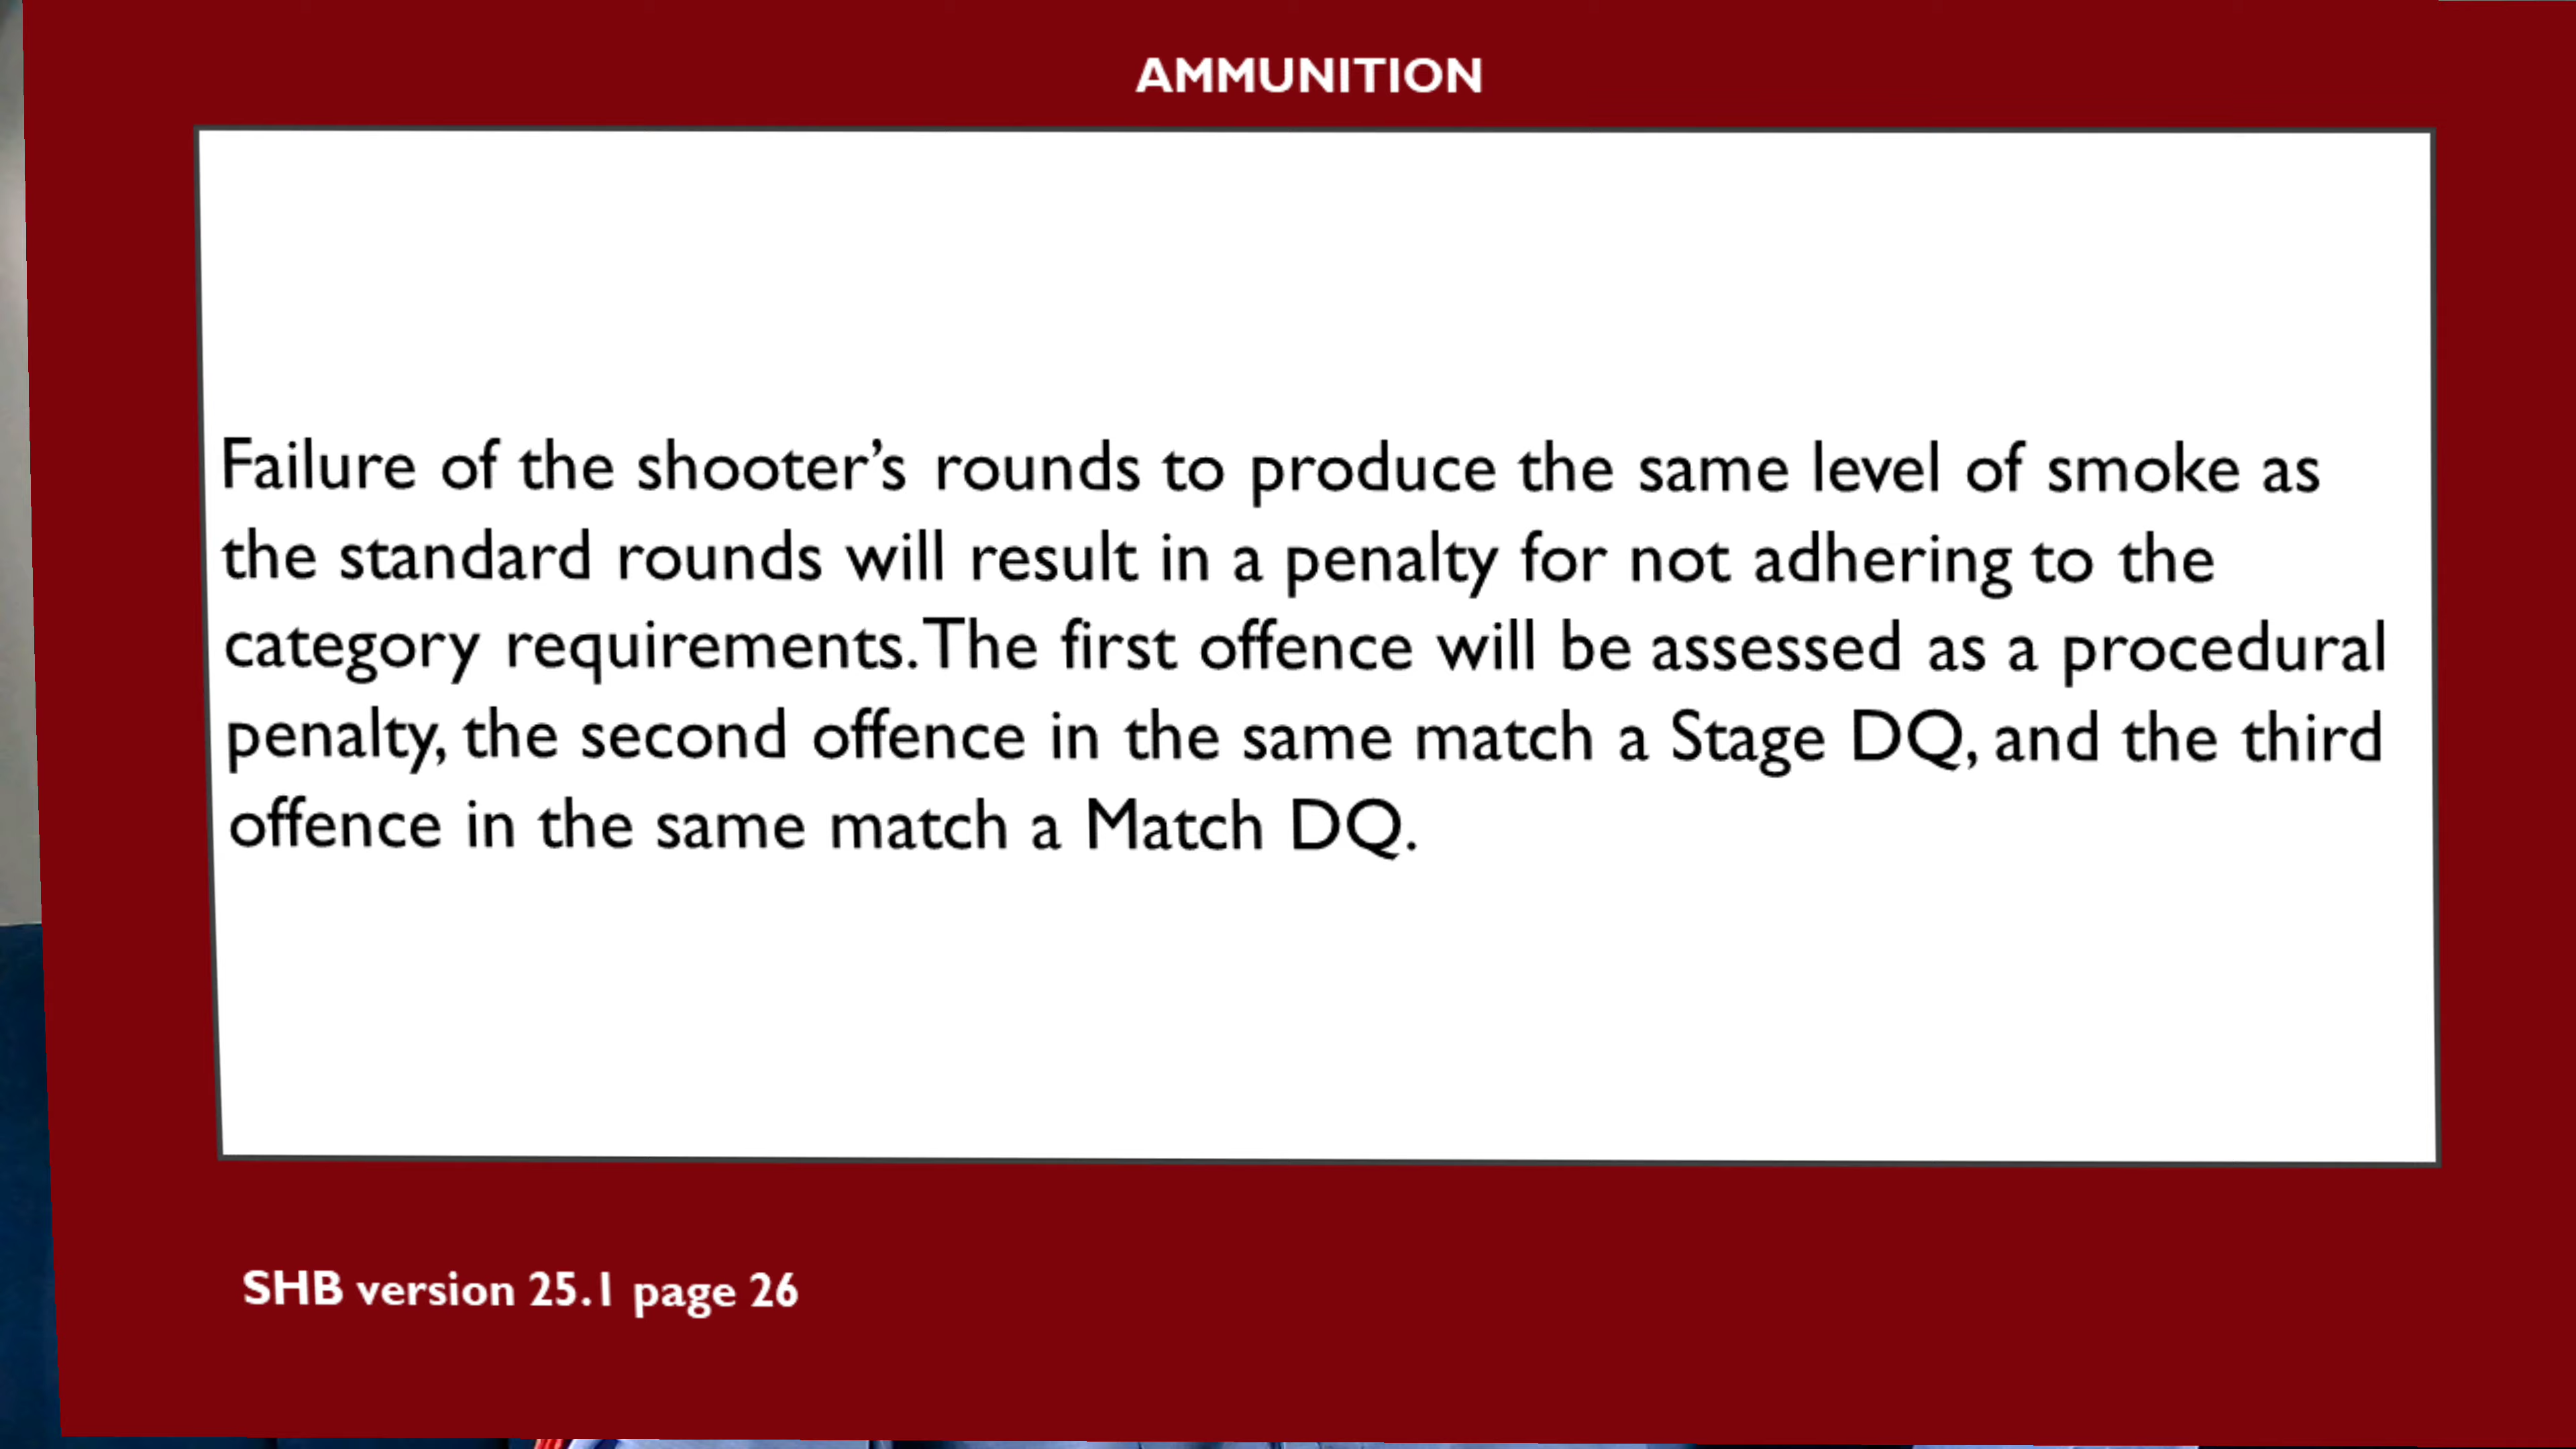 AMMUNITION
Failure of the shooter’s rounds to produce the same level of smoke as
the standard rounds will result in a penalty for not adhering to the
category requirements. The first offence will be assessed as a procedural
penalty, the second offence in the same match a Stage DQ, and the third
offence in the same match a Match DQ.
SHB version 25.1 page 26